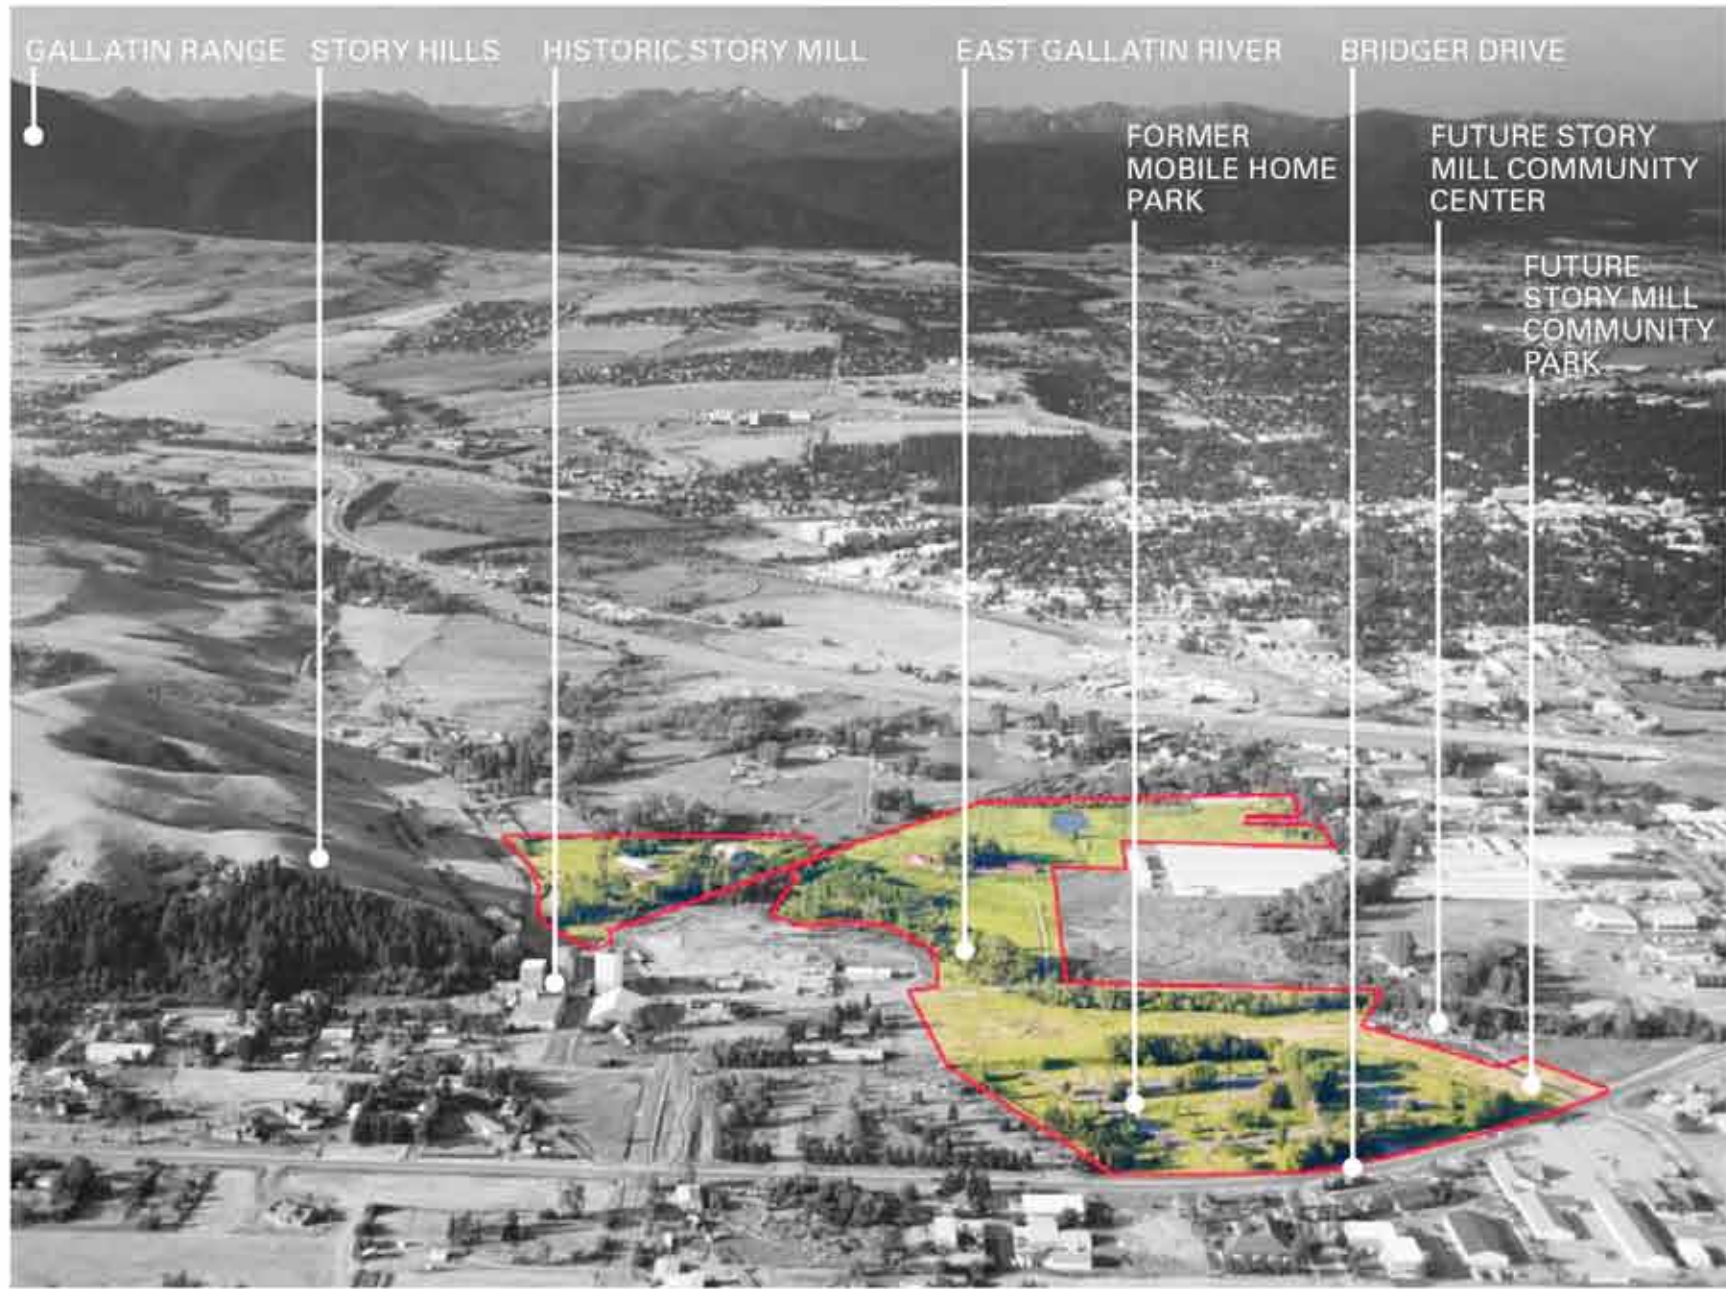 GALLATIN RANGE
STORY HILLS
HISTORIC STORY MILL
EAST GALLATIN RIVER
BRIDGER DRIVE
FORMER
MOBILE HOME
PARK
FUTURE STORY
MILL COMMUNITY
CENTER
FUTURE
STORY MILL
COMMUNITY
PARK